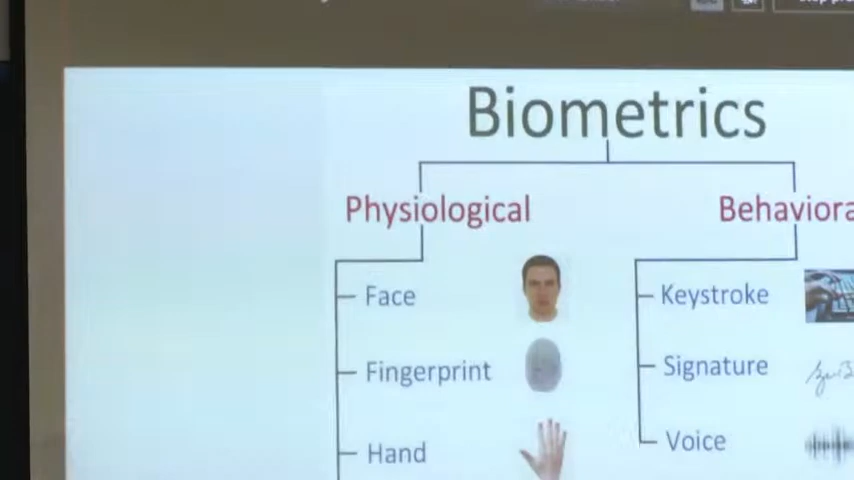 Biometrics
Physiological
Behaviora
Face
Keystroke
Fingerprint
Signature
Hand
Voice